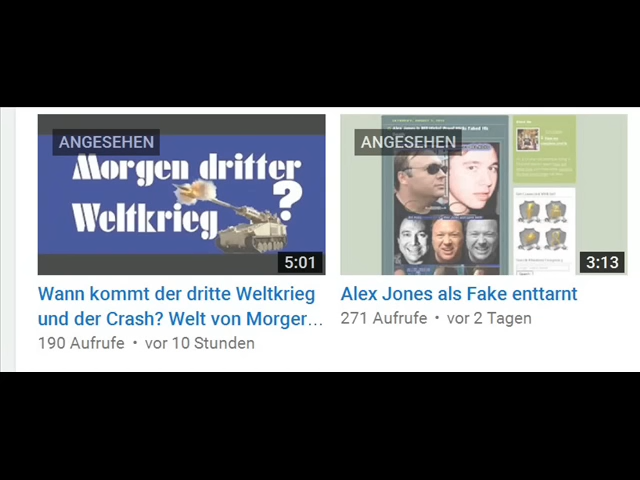 ANGESEHEN
Morgen dritter
Weltkrieg
?
5:01
Wann kommt der dritte Weltkrieg
und der Crash? Welt von Morger...
190 Aufrufe • vor 10 Stunden
ANGESEHEN
3:13
Alex Jones als Fake enttarnt
271 Aufrufe • vor 2 Tagen